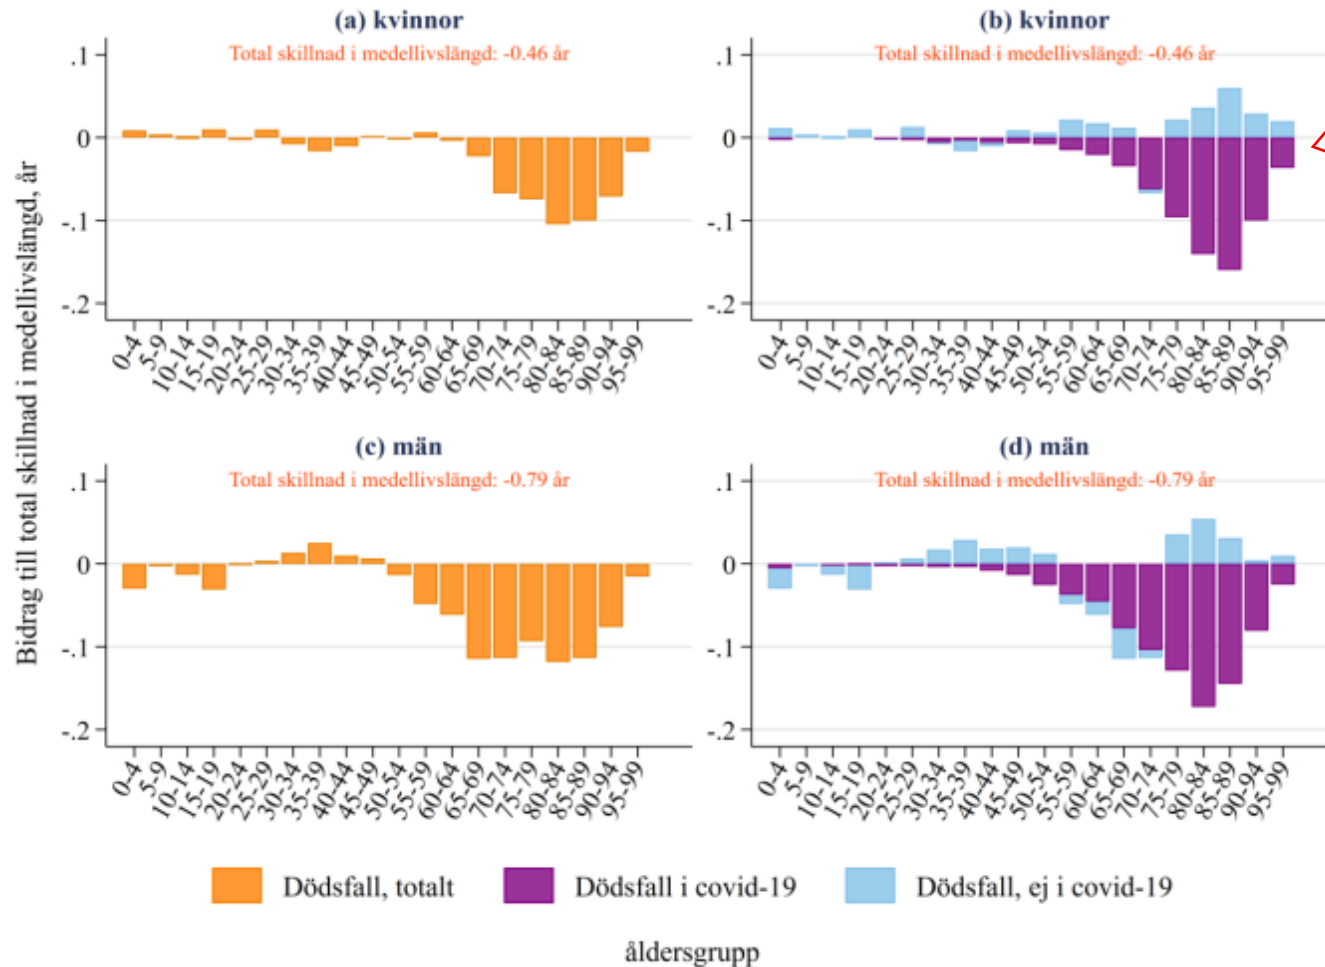 (a) kvinnor
Total skillnad i medellivslängd: -0.46 år
.1
0
-.1
-.2
0-4 5-9 10-14 15-19 20-24 25-29 30-34 35-39 40-44 45-49 50-54 55-59 60-64 65-69 70-74 75-79 80-84 85-89 90-94 95-99
(b) kvinnor
Total skillnad i medellivslängd: -0.46 år
.1
0
-.1
-.2
0-4 5-9 10-14 15-19 20-24 25-29 30-34 35-39 40-44 45-49 50-54 55-59 60-64 65-69 70-74 75-79 80-84 85-89 90-94 95-99
Bidrag till total skillnad i medellivslängd, år
(c) män
Total skillnad i medellivslängd: -0.79 år
.1
0
-.1
-.2
0-4 5-9 10-14 15-19 20-24 25-29 30-34 35-39 40-44 45-49 50-54 55-59 60-64 65-69 70-74 75-79 80-84 85-89 90-94 95-99
(d) män
Total skillnad i medellivslängd: -0.79 år
.1
0
-.1
-.2
0-4 5-9 10-14 15-19 20-24 25-29 30-34 35-39 40-44 45-49 50-54 55-59 60-64 65-69 70-74 75-79 80-84 85-89 90-94 95-99
Dödsfall, totalt
Dödsfall i covid-19
Dödsfall, ej i covid-19
åldersgrupp